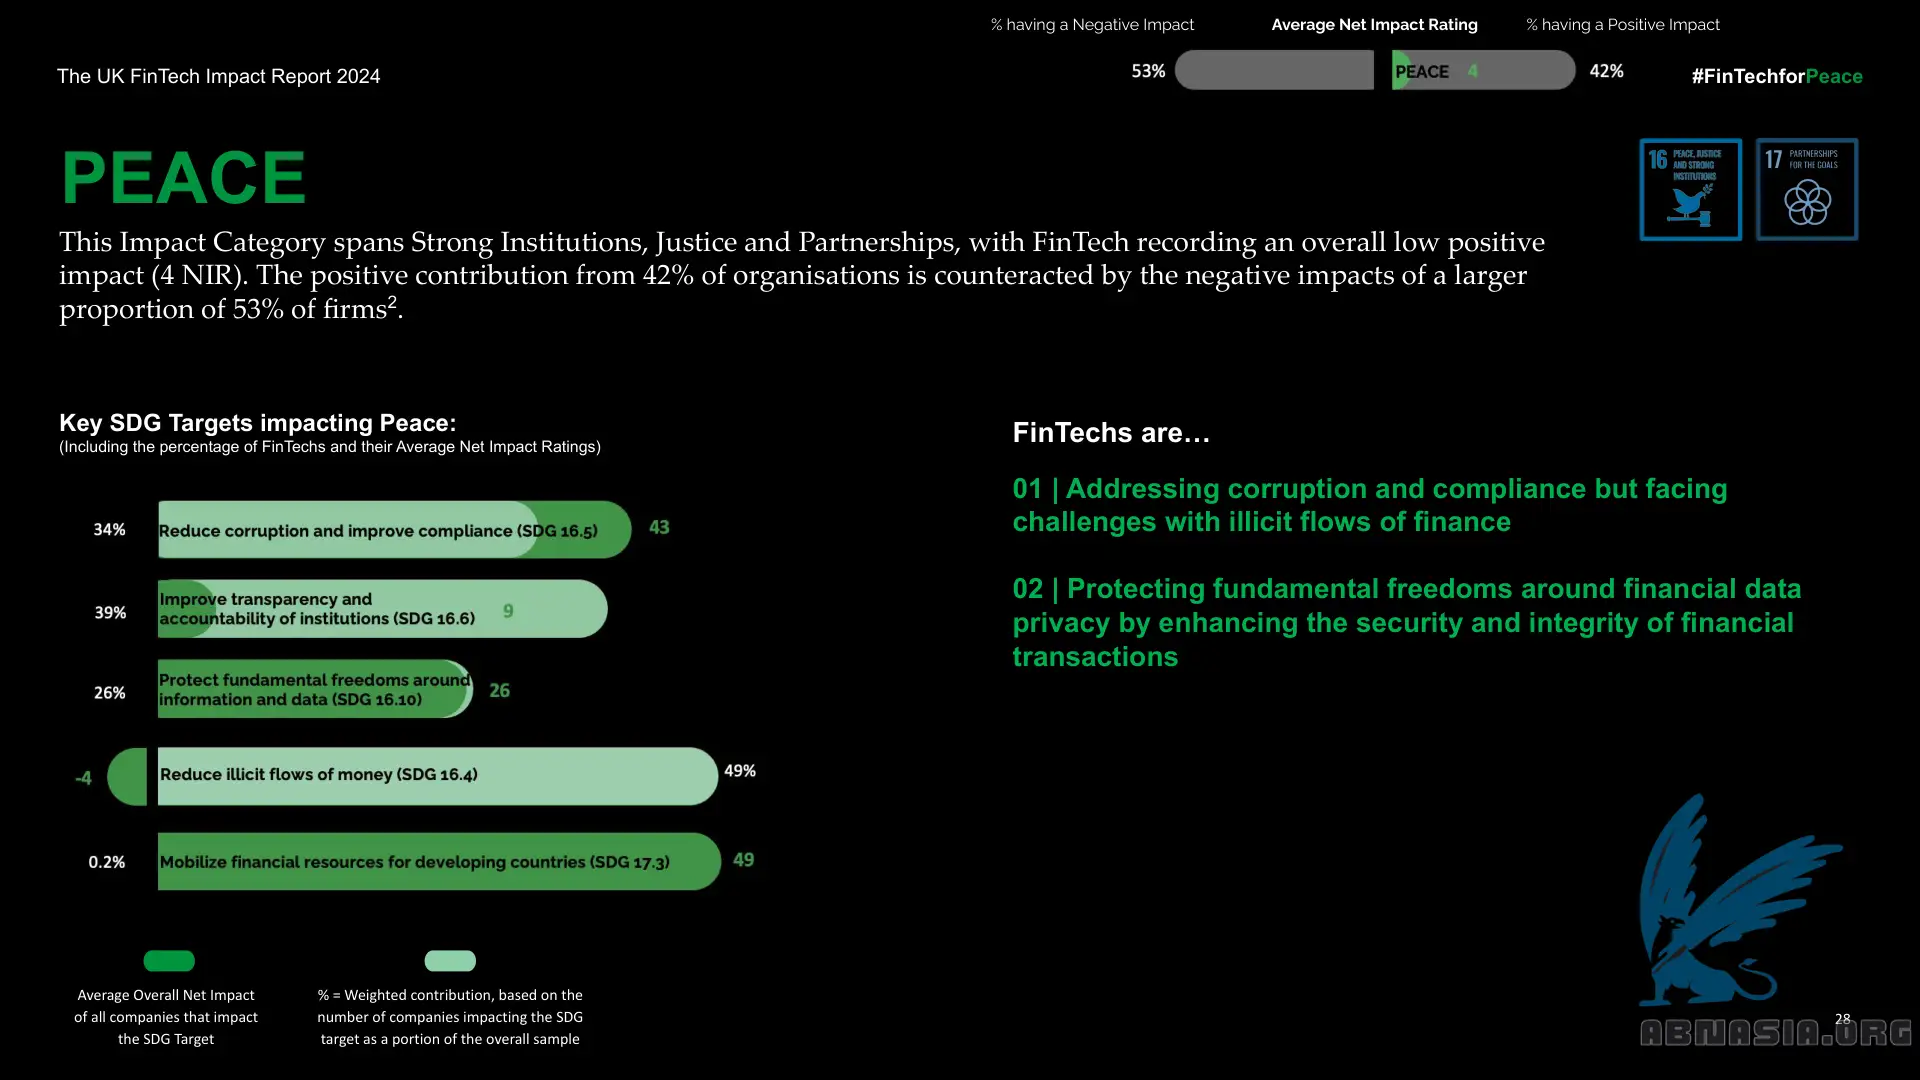 % having a Negative Impact
Average Net Impact Rating
% having a Positive Impact
The UK FinTech Impact Report 2024
53%
PEACE 4
42%
#FinTechforPeace
PEACE
16 PEACE, JUSTICE
AND STRONG
INSTITUTIONS
17 PARTNERSHIPS
FOR THE GOALS
This Impact Category spans Strong Institutions, Justice and Partnerships, with FinTech recording an overall low positive
impact (4 NIR). The positive contribution from 42% of organisations is counteracted by the negative impacts of a larger
proportion of 53% of firms².
Key SDG Targets impacting Peace:
(Including the percentage of FinTechs and their Average Net Impact Ratings)
34%
Reduce corruption and improve compliance (SDG 16.5)
43
39%
Improve transparency and
accountability of institutions (SDG 16.6)
9
26%
Protect fundamental freedoms around
information and data (SDG 16.10)
26
-4
Reduce illicit flows of money (SDG 16.4)
49%
0.2%
Mobilize financial resources for developing countries (SDG 17.3)
49
Average Overall Net Impact
of all companies that impact
the SDG Target
% = Weighted contribution, based on the
number of companies impacting the SDG
target as a portion of the overall sample
FinTechs are…
01 | Addressing corruption and compliance but facing
challenges with illicit flows of finance
02 | Protecting fundamental freedoms around financial data
privacy by enhancing the security and integrity of financial
transactions
28
ABNASIA.ORG